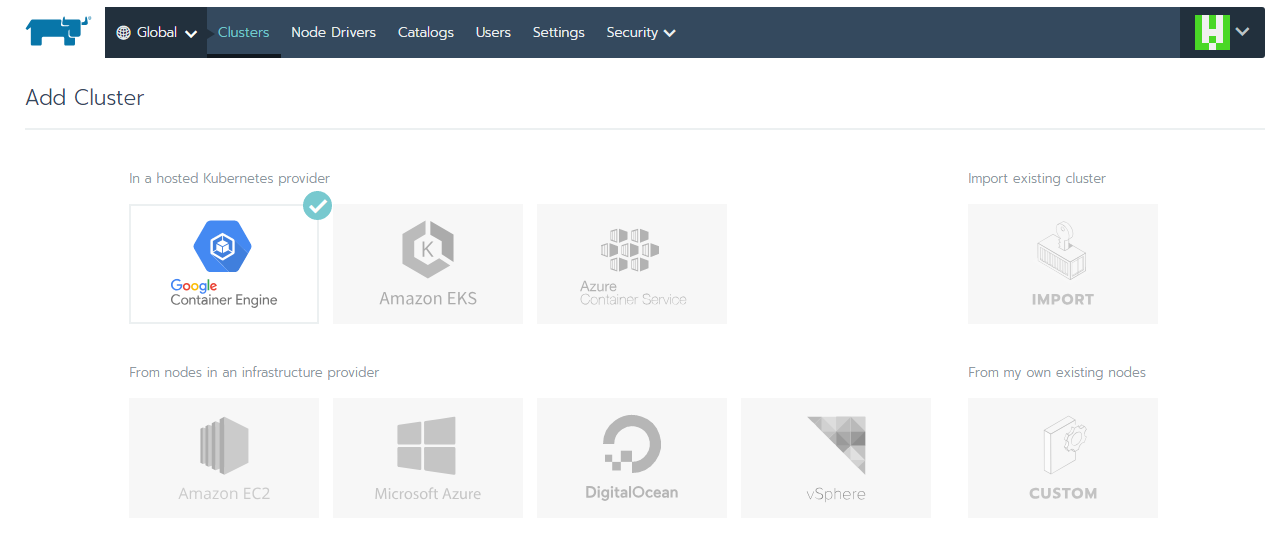 Global Clusters Node Drivers Catalogs Users Settings Security
Add Cluster
In a hosted Kubernetes provider
Import existing cluster
Google
Container Engine
K
Amazon EKS
Azure
Container Service
IMPORT
From nodes in an infrastructure provider
From my own existing nodes
Amazon EC2
Microsoft Azure
DigitalOcean
vSphere
CUSTOM